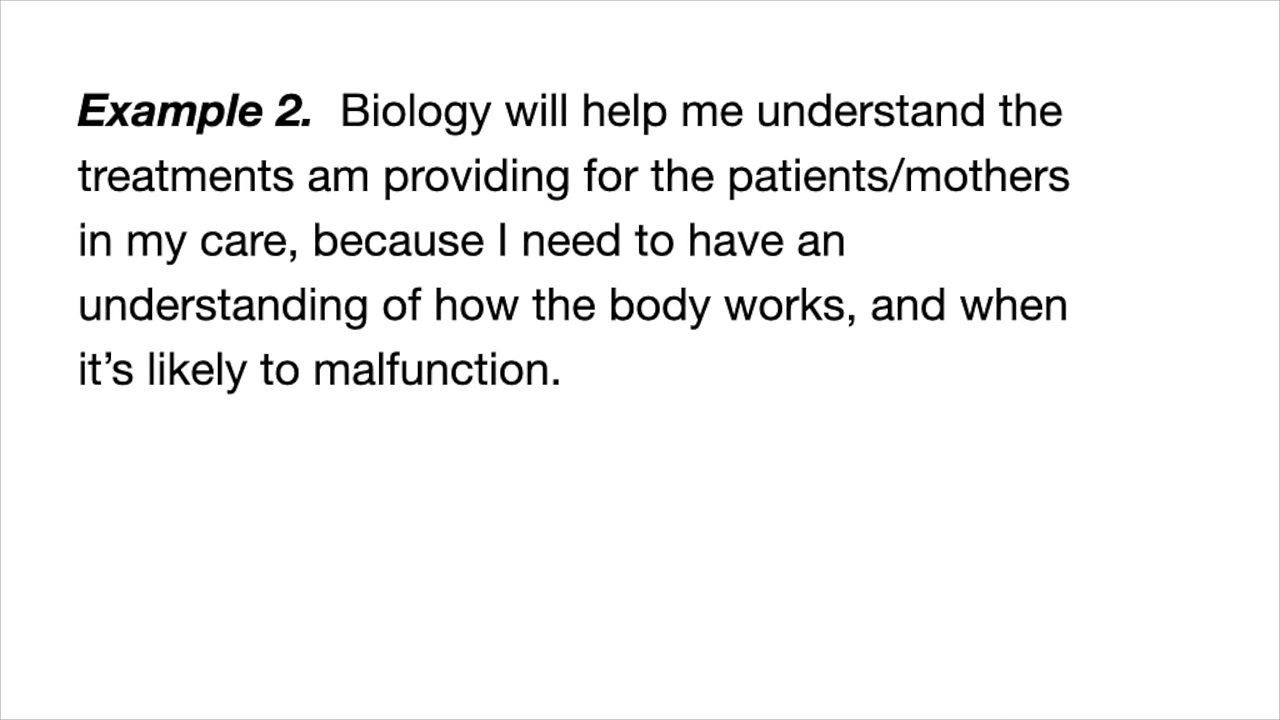 Example 2. Biology will help me understand the
treatments am providing for the patients/mothers
in my care, because I need to have an
understanding of how the body works, and when
it’s likely to malfunction.